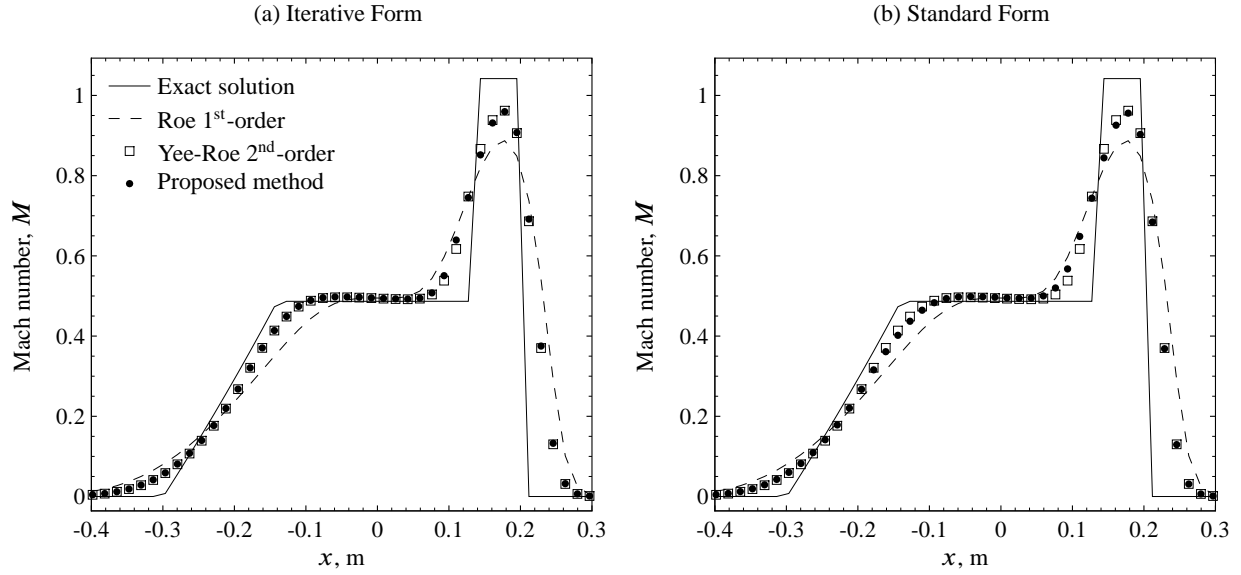 (a) Iterative Form
(b) Standard Form
Mach number, M
1
0.8
0.6
0.4
0.2
0
Exact solution
Roe 1st-order
Yee-Roe 2nd-order
Proposed method
-0.4 -0.3 -0.2 -0.1 0 0.1 0.2 0.3
x, m
Mach number, M
1
0.8
0.6
0.4
0.2
0
-0.4 -0.3 -0.2 -0.1 0 0.1 0.2 0.3
x, m